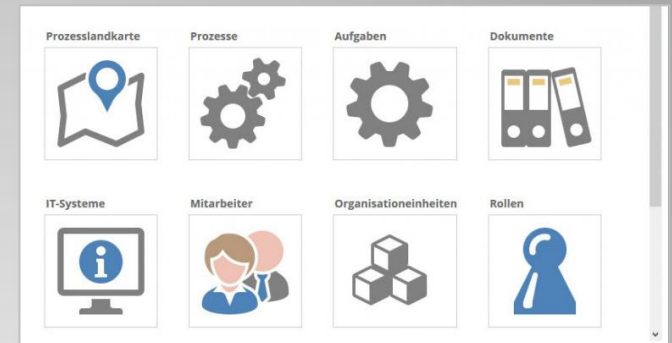 Prozesslandkarte Prozesse Aufgaben Dokumente
IT-Systeme Mitarbeiter Organisationeinheiten Rollen